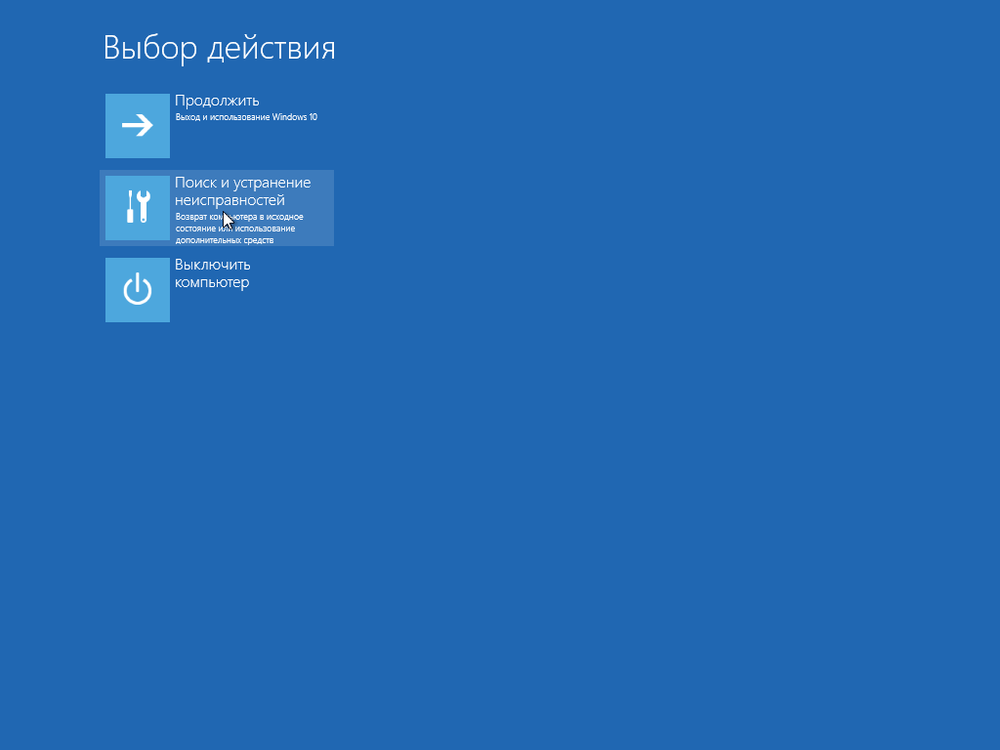 Выбор действия
Продолжить
Выход и использование Windows 10
Поиск и устранение
неисправностей
Возврат компьютера в исходное
состояние или использование
дополнительных средств
Выключить
компьютер